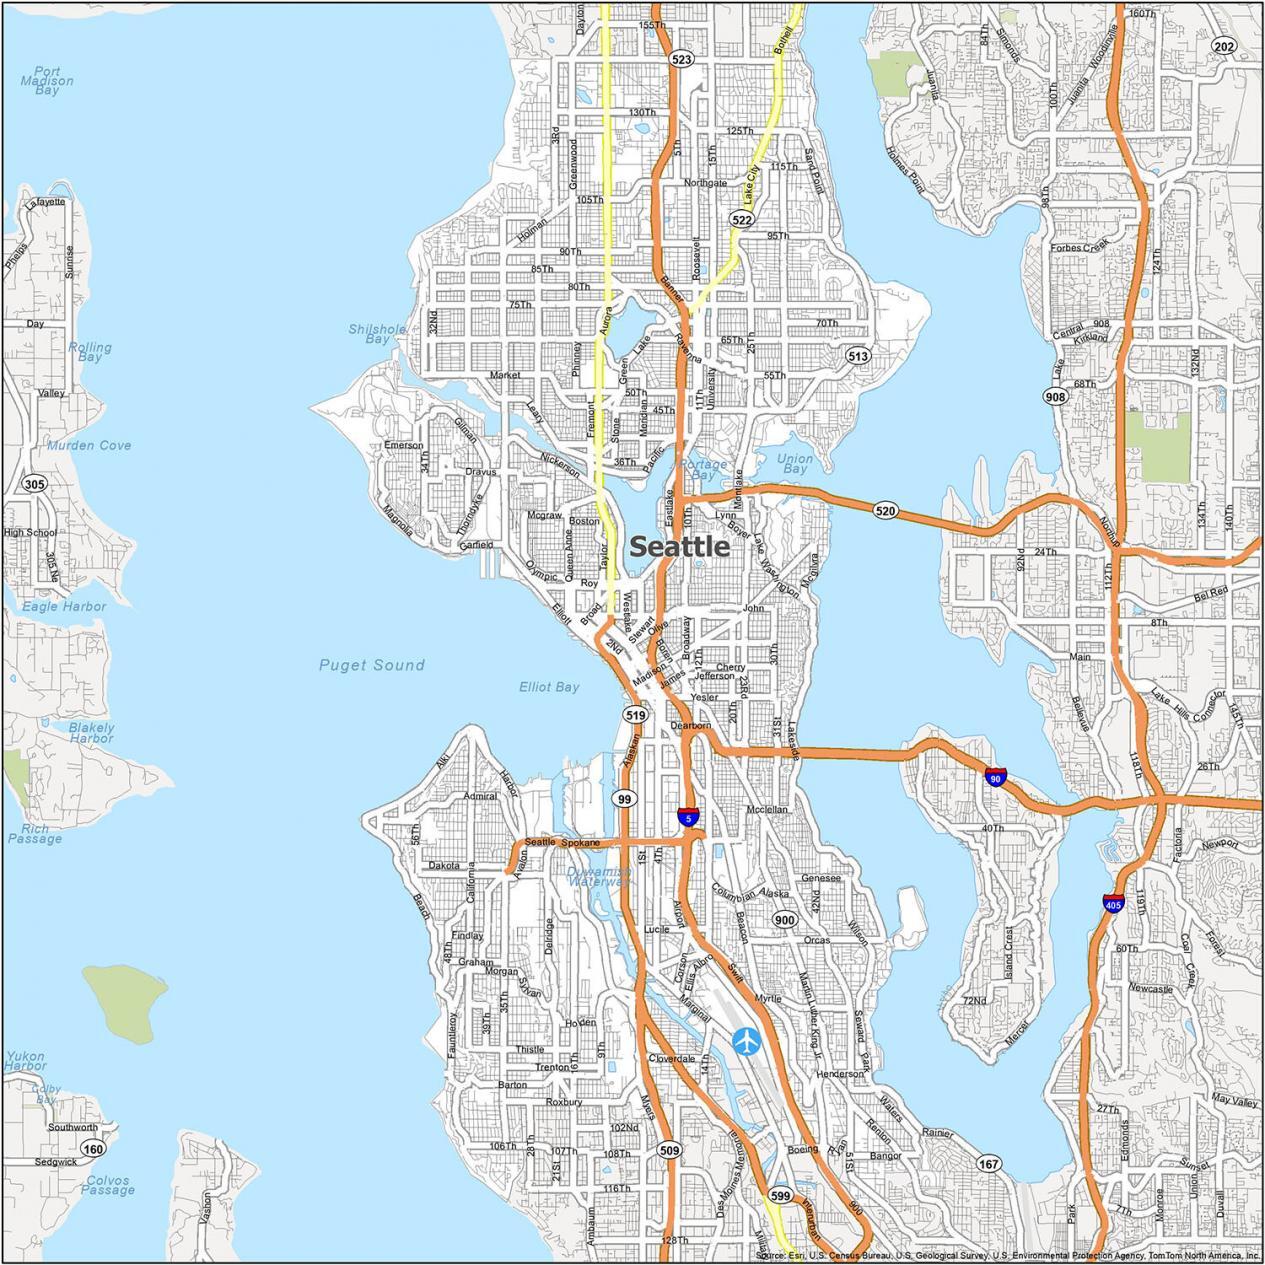 160Th
Dayton
155Th
84Th
Simonds
Woodinville
202
Bothell
523
Port
Madison
Bay
Juanita
100Th
Juanita
130Th
125Th
3Rd
5Th
15Th
Greenwood
115Th
Sand Point
Holmes Point
Northgate
Lake City
98Th
Lafayette
105Th
522
Holman
95Th
Forbes Creek
Phelps
Sunrise
90Th
Roosevelt
124Th
85Th
80Th
Banner
75Th
Aurora
32Nd
Day
Shilshole
Bay
70Th
Central
908
Kirkland
Rolling
Bay
Phinney
Lake
Green
Ravenna
65Th
25Th
513
132Nd
Lake
Market
55Th
68Th
Valley
50Th
11Th
University
908
Leary
Fremont
Stone
Meridian
45Th
Murden Cove
Emerson
Gilman
34Th
Dravus
Nickerson
36Th
Pacific
Portage
Bay
Union
Bay
305
Montlake
Magnolia
Thorndyke
Mcgraw
Boston
Eastlake
10Th
Lynn
Boyer
520
134Th
140Th
High School
Northup
Garfield
Queen Anne
Taylor
Seattle
Lake
Washington
Mcgilvra
92Nd
24Th
305 Ne
Olympic
Roy
112Th
Bel Red
Eagle Harbor
Elliott
Broad
Westlake
John
8Th
Stewart
Olive
2Nd
Boren
Broadway
12Th
30Th
Main
Puget Sound
Madison
James
Cherry
Jefferson
Elliot Bay
23Rd
Yesler
20Th
Bellevue
Lake Hills Connector
145Th
519
Dearborn
31St
Lakeside
Blakely
Harbor
Alki
Alaskan
118Th
26Th
Harbor
90
Admiral
99
Mcclellan
5
Rich
Passage
56Th
40Th
Factoria
Newport
Seattle
Spokane
1St
4Th
Dakota
California
Avalon
Duwamish
Waterway
Genesee
Columbian
Alaska
42Nd
405
119Th
Beach
Airport
Beacon
900
Wilson
Lucile
Orcas
Findlay
48Th
Delridge
Island Crest
60Th
Coal Creek
Forest
Graham
Morgan
Corson
Ellis
Albro
Swift
Sylvan
Newcastle
35Th
Marginal
Myrtle
Martin Luther King Jr
72Nd
39Th
Holden
Seward Park
Mercer
Fauntleroy
9Th
Thistle
Cloverdale
14Th
Yukon
Harbor
Trenton
16Th
Henderson
Colby
Bay
Barton
Roxbury
Myers
Waters
May Valley
27Th
Southworth
102Nd
Renton
Rainier
Edmonds
106Th
28Th
107Th
108Th
509
Memorial
Boeing
Ryan
51St
Bangor
160
Sedgwick
21St
167
Sunset
Union
Colvos
Passage
116Th
Des Moines
599
Interurban
900
Monroe
Duvall
Vashon
Ambaum
Park
7Th
128Th
Source: Esri, U.S. Census Bureau, U.S. Geological Survey, U.S. Environmental Protection Agency, TomTom North America, Inc.